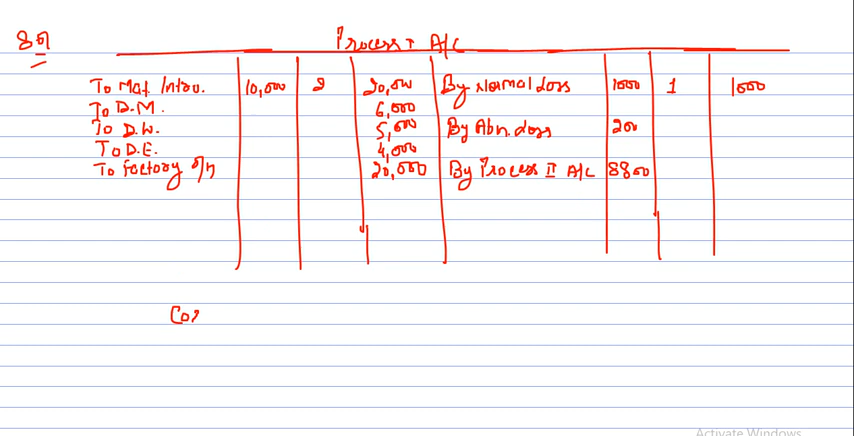 Process I A/C
To Mat. Intro. 10,000 2 20,000 By Normal Loss 1000 1 1000
To D.M. 6,000
To D.W. 5,000 By Abn. Loss 200
To D.E. 4,000
To factory o/h 20,000 By Process II A/C 8800
Cos
Activate Windows